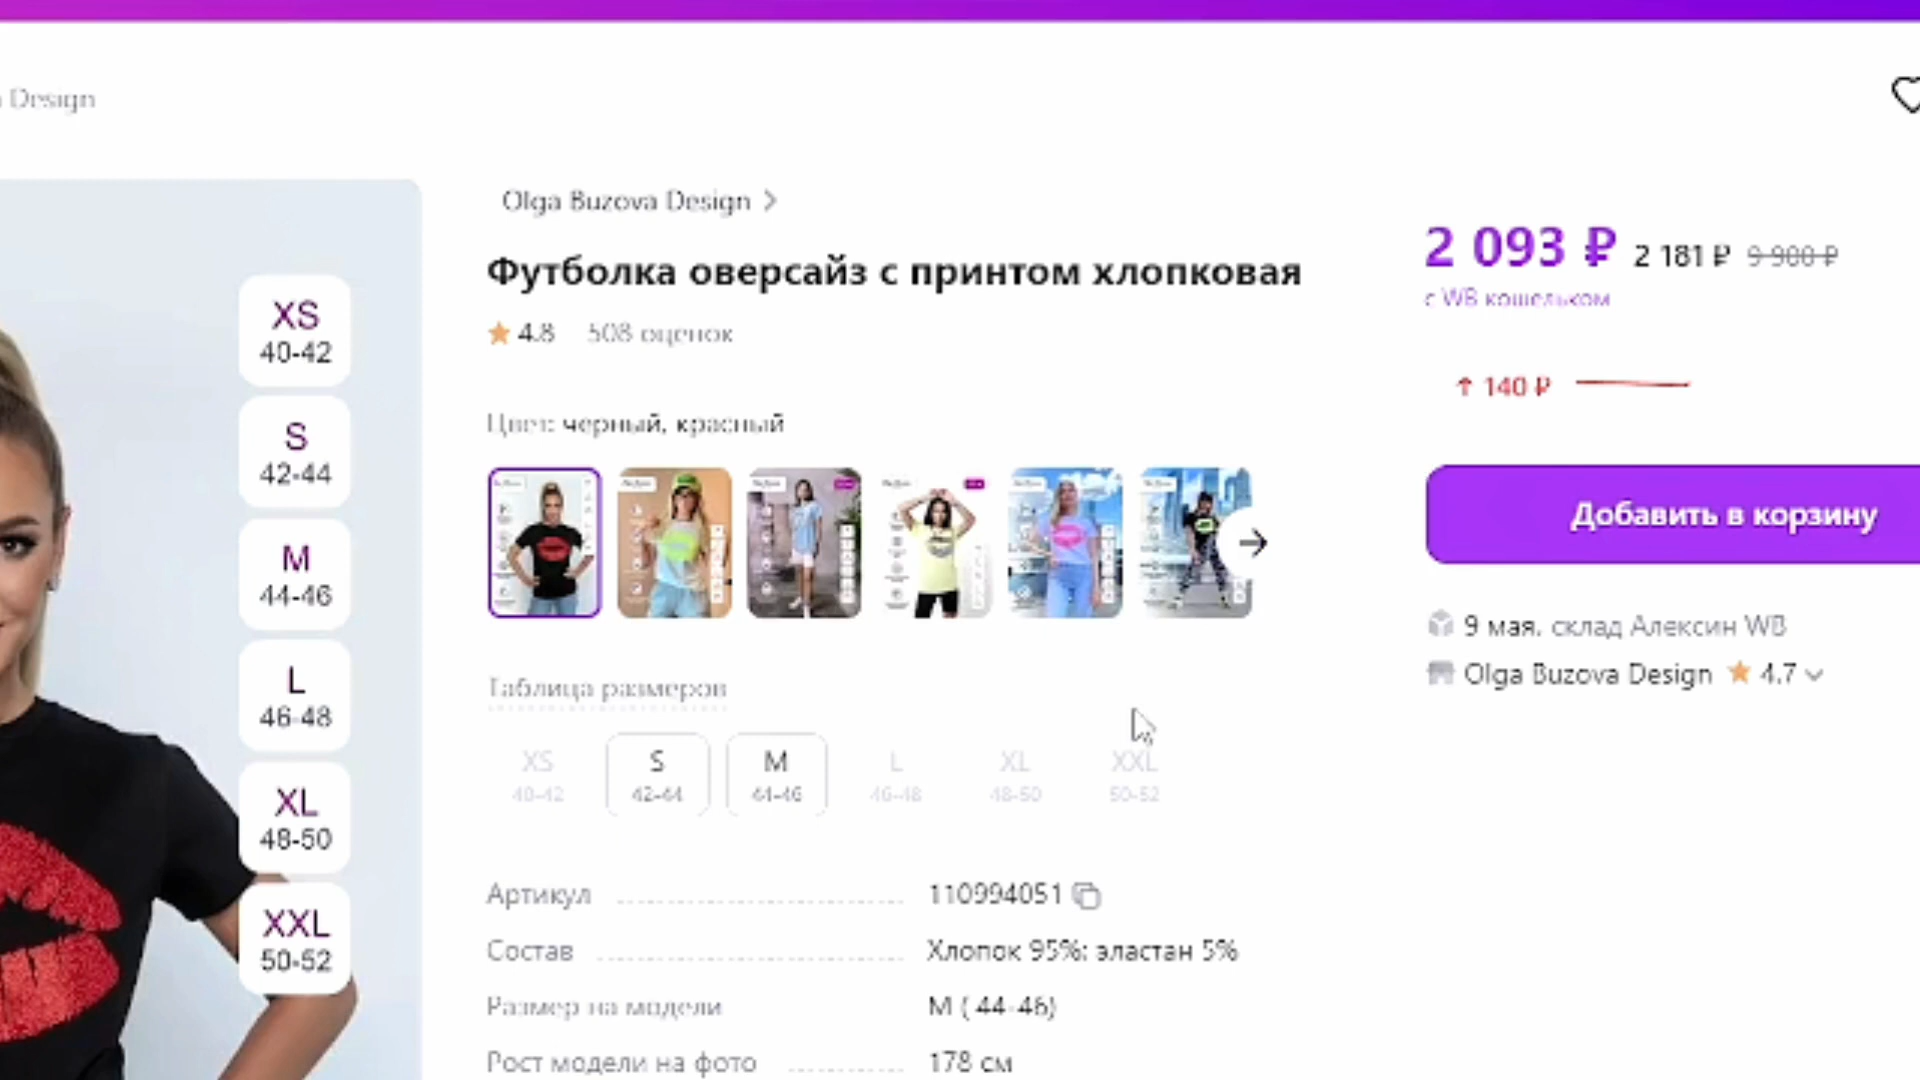 Design
XS
40-42
S
42-44
M
44-46
L
46-48
XL
48-50
XXL
50-52
Olga Buzova Design
Футболка оверсайз с принтом хлопковая
4.8 508 оценок
Цвет: черный, красный
Таблица размеров
XS S M L XL XXL
40-42 42-44 44-46 46-48 48-50 50-52
Артикул 110994051
Состав Хлопок 95%; эластан 5%
Размер на модели М ( 44-46)
Рост модели на фото 178 см
2 093 ₽ 2 181 ₽ 9 900 ₽
с WB кошельком
↑ 140 ₽
Добавить в корзину
9 мая, склад Алексин WB
Olga Buzova Design 4.7